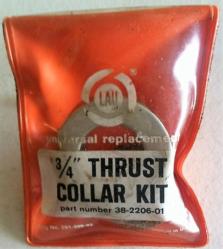 LAU
universal replacement
3/4" THRUST
COLLAR KIT
part number 38-2206-01